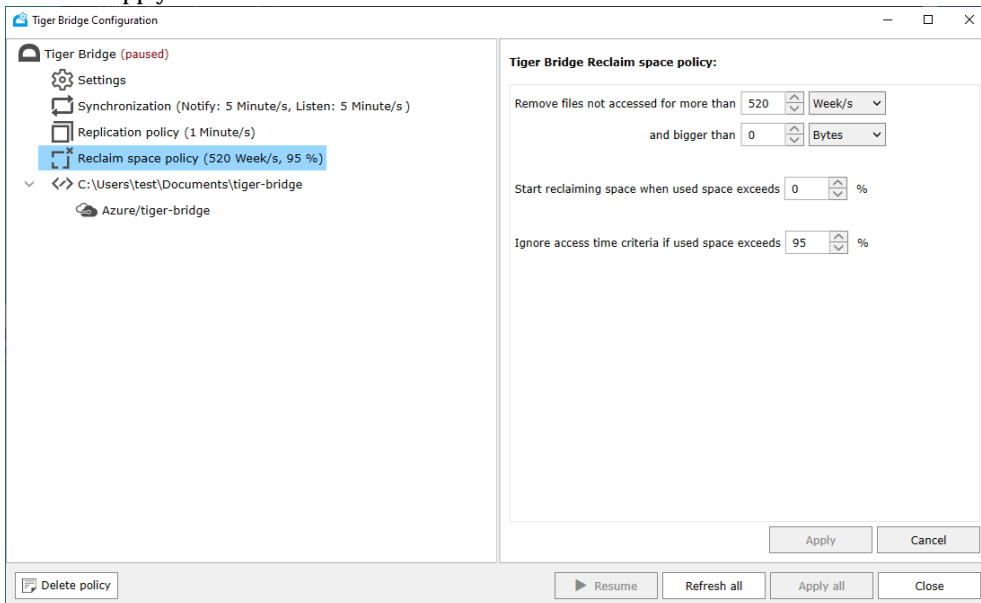 Tiger Bridge Configuration
Tiger Bridge (paused)
Settings
Synchronization (Notify: 5 Minute/s, Listen: 5 Minute/s )
Replication policy (1 Minute/s)
Reclaim space policy (520 Week/s, 95 %)
C:\Users\test\Documents\tiger-bridge
Azure/tiger-bridge
Tiger Bridge Reclaim space policy:
Remove files not accessed for more than 520 Week/s
and bigger than 0 Bytes
Start reclaiming space when used space exceeds 0 %
Ignore access time criteria if used space exceeds 95 %
Apply Cancel
Delete policy Resume Refresh all Apply all Close